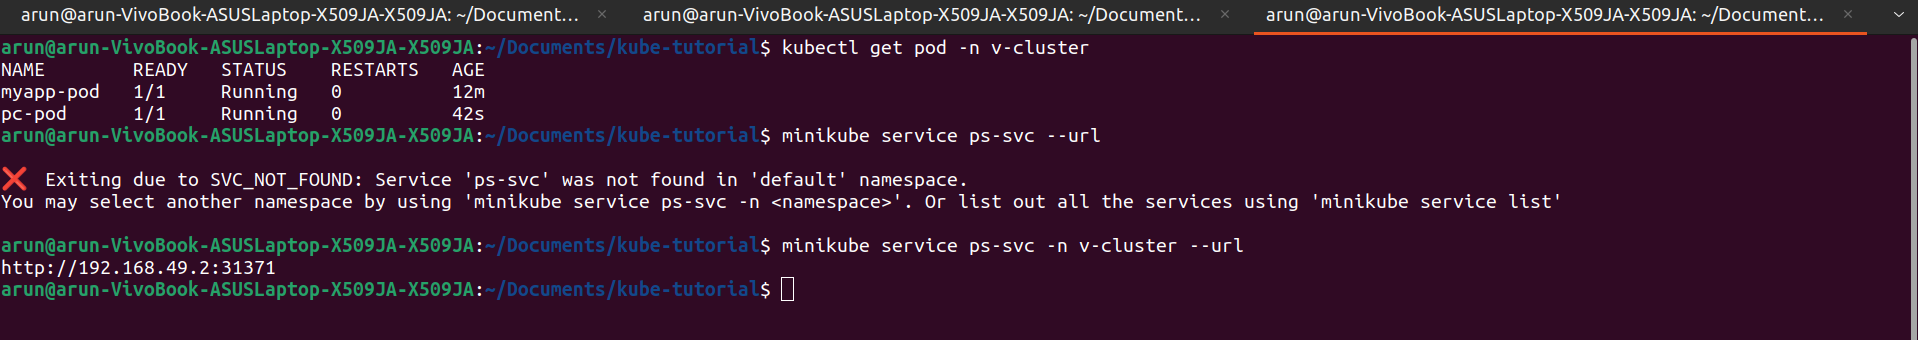 arun@arun-VivoBook-ASUSLaptop-X509JA-X509JA: ~/Document... × arun@arun-VivoBook-ASUSLaptop-X509JA-X509JA: ~/Document... × arun@arun-VivoBook-ASUSLaptop-X509JA-X509JA: ~/Document... ×
arun@arun-VivoBook-ASUSLaptop-X509JA-X509JA:~/Documents/kube-tutorial$ kubectl get pod -n v-cluster
NAME READY STATUS RESTARTS AGE
myapp-pod 1/1 Running 0 12m
pc-pod 1/1 Running 0 42s
arun@arun-VivoBook-ASUSLaptop-X509JA-X509JA:~/Documents/kube-tutorial$ minikube service ps-svc --url
❌ Exiting due to SVC_NOT_FOUND: Service 'ps-svc' was not found in 'default' namespace.
You may select another namespace by using 'minikube service ps-svc -n <namespace>'. Or list out all the services using 'minikube service list'
arun@arun-VivoBook-ASUSLaptop-X509JA-X509JA:~/Documents/kube-tutorial$ minikube service ps-svc -n v-cluster --url
http://192.168.49.2:31371
arun@arun-VivoBook-ASUSLaptop-X509JA-X509JA:~/Documents/kube-tutorial$